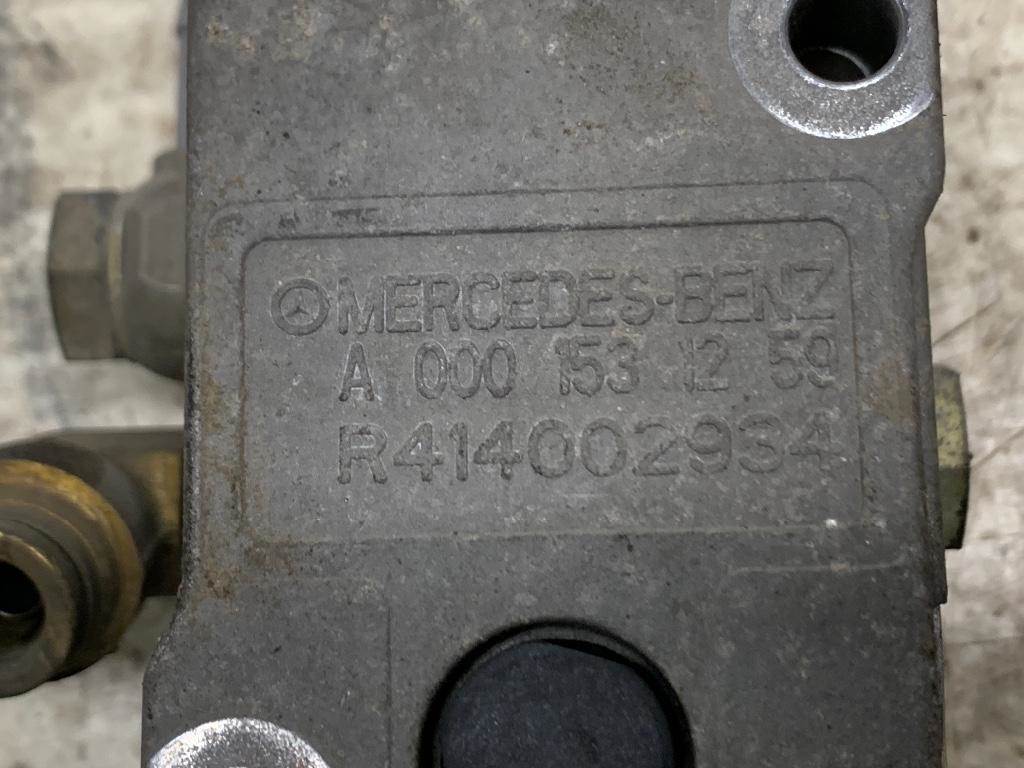 MERCEDES-BENZ
A 000 153 12 59
R414002934